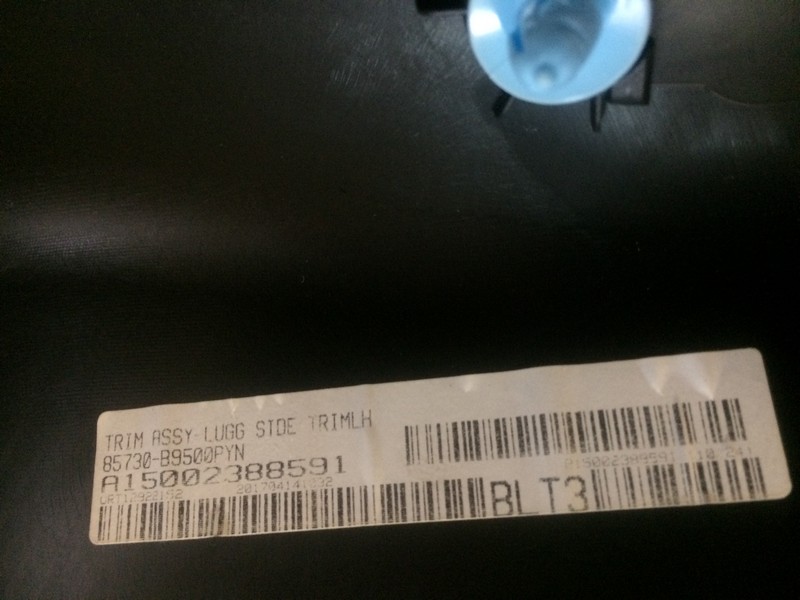 TRIM ASSY-LUGG SIDE TRIMLH
85730-B9500PYN
A15002388591
BLT3